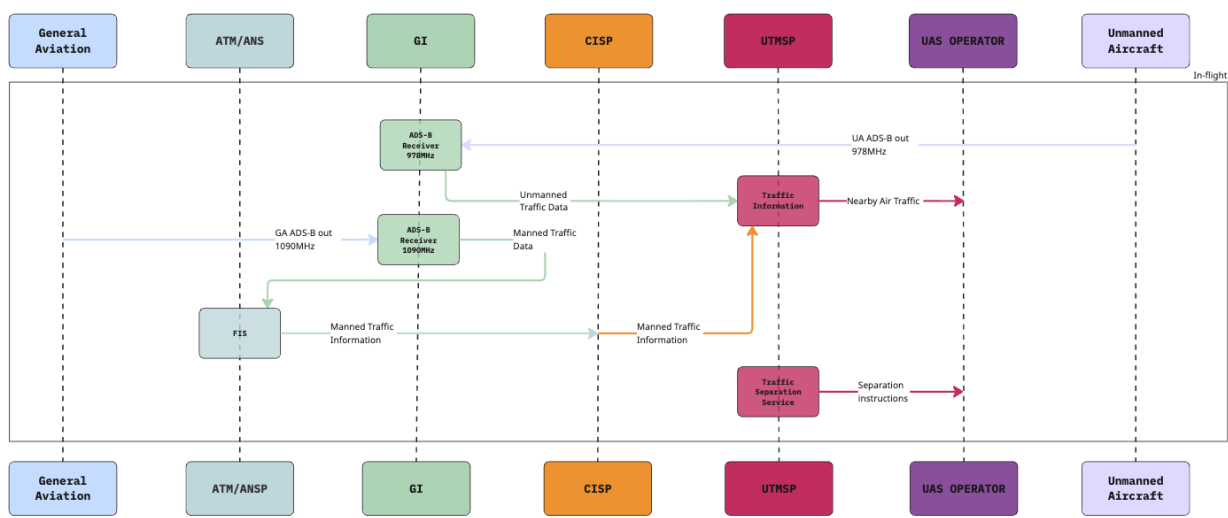 General
Aviation
ATM/ANS
GI
CISP
UTMSP
UAS OPERATOR
Unmanned
Aircraft
In-flight
ADS-B
Receiver
978MHz
UA ADS-B out
978MHz
Unmanned
Traffic Data
Traffic
Information
Nearby Air Traffic
GA ADS-B out
1090MHz
ADS-B
Receiver
1090MHz
Manned Traffic
Data
FIS
Manned Traffic
Information
Manned Traffic
Information
Traffic
Separation
Service
Separation
instructions
General
Aviation
ATM/ANSP
GI
CISP
UTMSP
UAS OPERATOR
Unmanned
Aircraft